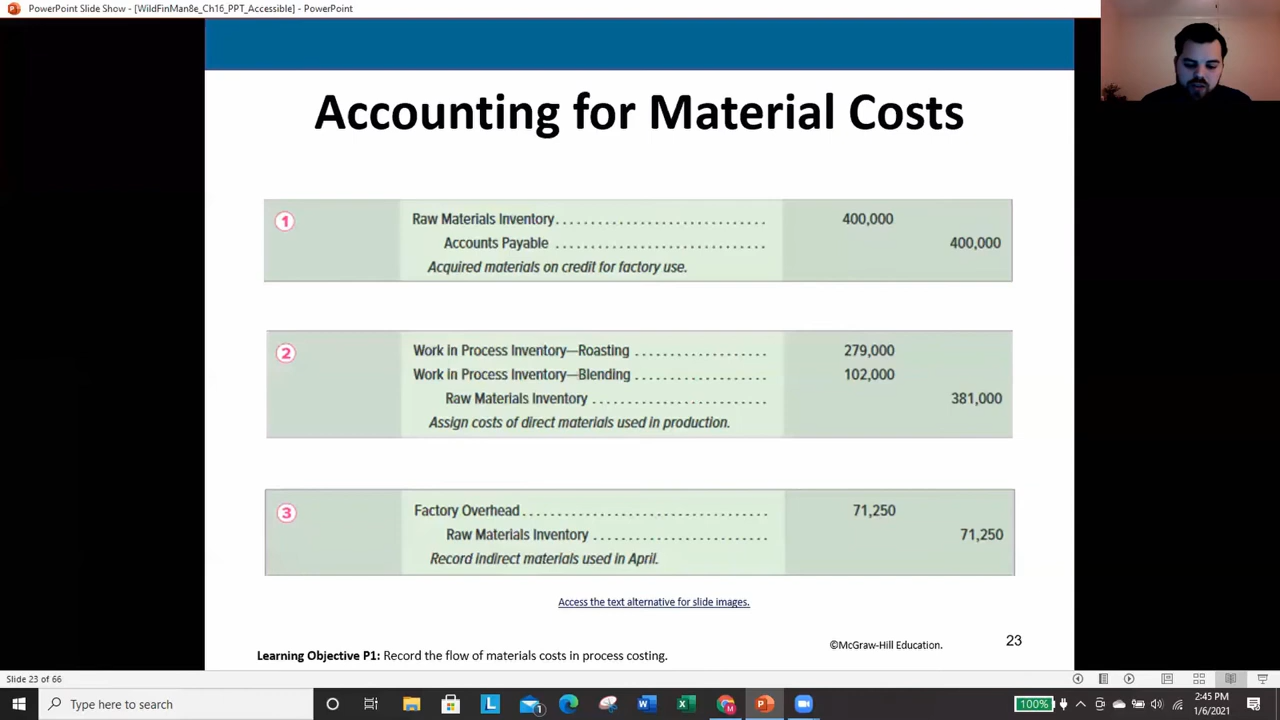 PowerPoint Slide Show - [WildFinMan8e_Ch16_PPT_Accessible] - PowerPoint
Accounting for Material Costs
1 Raw Materials Inventory 400,000
Accounts Payable 400,000
Acquired materials on credit for factory use.
2 Work in Process Inventory—Roasting 279,000
Work in Process Inventory—Blending 102,000
Raw Materials Inventory 381,000
Assign costs of direct materials used in production.
3 Factory Overhead 71,250
Raw Materials Inventory 71,250
Record indirect materials used in April.
Access the text alternative for slide images.
©McGraw-Hill Education. 23
Learning Objective P1: Record the flow of materials costs in process costing.
Slide 23 of 66
Type here to search
100%
2:45 PM
1/6/2021